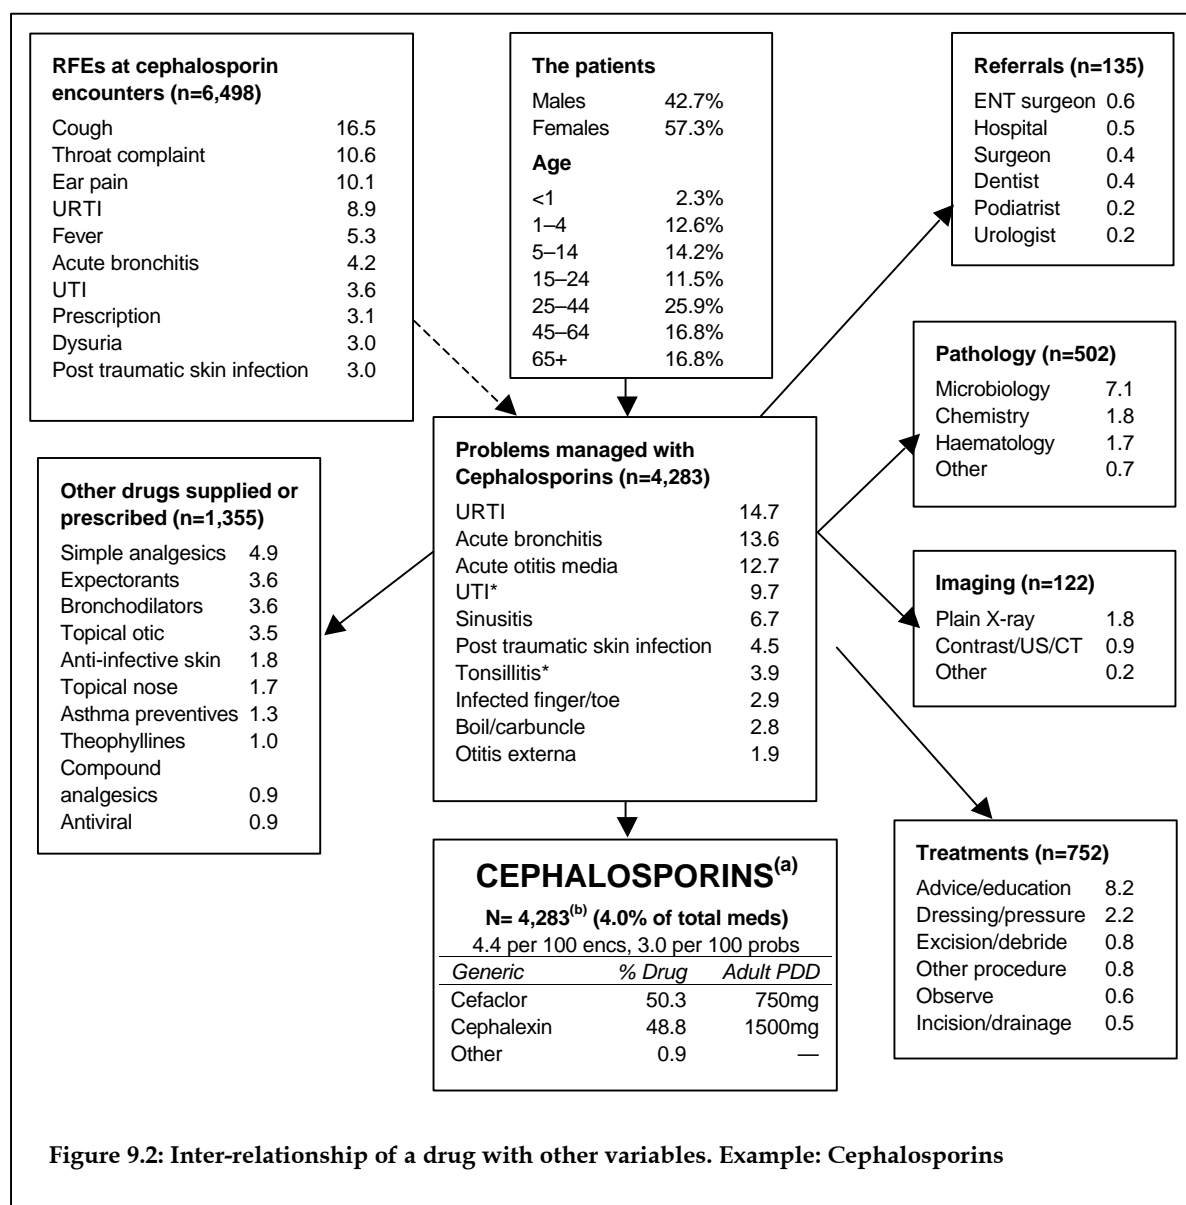 RFEs at cephalosporin
encounters (n=6,498)
Cough 16.5
Throat complaint 10.6
Ear pain 10.1
URTI 8.9
Fever 5.3
Acute bronchitis 4.2
UTI 3.6
Prescription 3.1
Dysuria 3.0
Post traumatic skin infection 3.0
The patients
Males 42.7%
Females 57.3%
Age
<1 2.3%
1–4 12.6%
5–14 14.2%
15–24 11.5%
25–44 25.9%
45–64 16.8%
65+ 16.8%
Referrals (n=135)
ENT surgeon 0.6
Hospital 0.5
Surgeon 0.4
Dentist 0.4
Podiatrist 0.2
Urologist 0.2
Pathology (n=502)
Microbiology 7.1
Chemistry 1.8
Haematology 1.7
Other 0.7
Other drugs supplied or
prescribed (n=1,355)
Simple analgesics 4.9
Expectorants 3.6
Bronchodilators 3.6
Topical otic 3.5
Anti-infective skin 1.8
Topical nose 1.7
Asthma preventives 1.3
Theophyllines 1.0
Compound
analgesics 0.9
Antiviral 0.9
Problems managed with
Cephalosporins (n=4,283)
URTI 14.7
Acute bronchitis 13.6
Acute otitis media 12.7
UTI* 9.7
Sinusitis 6.7
Post traumatic skin infection 4.5
Tonsillitis* 3.9
Infected finger/toe 2.9
Boil/carbuncle 2.8
Otitis externa 1.9
Imaging (n=122)
Plain X-ray 1.8
Contrast/US/CT 0.9
Other 0.2
Treatments (n=752)
Advice/education 8.2
Dressing/pressure 2.2
Excision/debride 0.8
Other procedure 0.8
Observe 0.6
Incision/drainage 0.5
CEPHALOSPORINS(a)
N= 4,283(b) (4.0% of total meds)
4.4 per 100 encs, 3.0 per 100 probs
Generic % Drug Adult PDD
Cefaclor 50.3 750mg
Cephalexin 48.8 1500mg
Other 0.9 —
Figure 9.2: Inter-relationship of a drug with other variables. Example: Cephalosporins